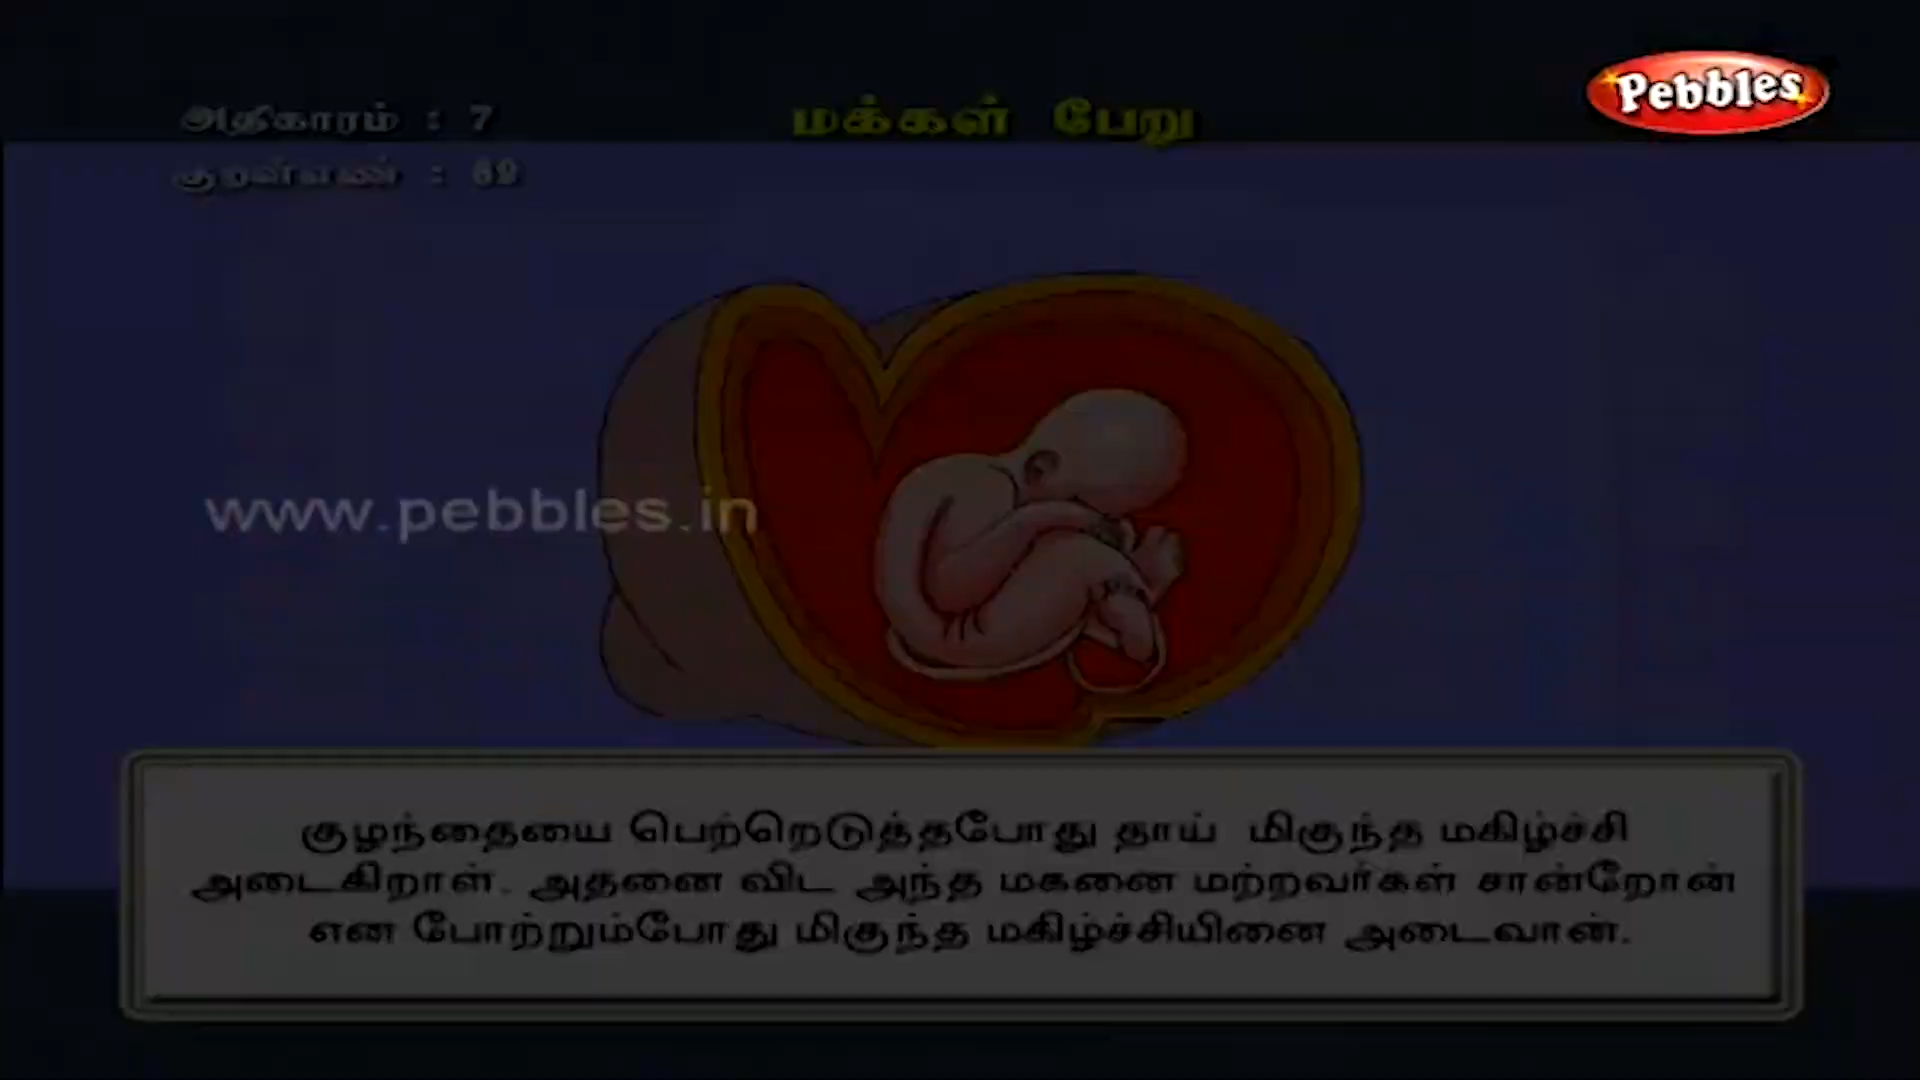 அதிகாரம் : 7
மக்கள் பேறு
Pebbles
குறள்எண் : 69
www.pebbles.in
குழந்தையை பெற்றெடுத்தபோது தாய் மிகுந்த மகிழ்ச்சி
அடைகிறாள். அதனை விட அந்த மகனை மற்றவர்கள் சான்றோன்
என போற்றும்போது மிகுந்த மகிழ்ச்சியினை அடைவான்.